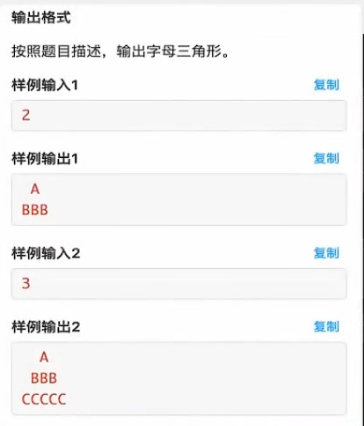 输出格式
按照题目描述，输出字母三角形。
样例输入1 复制
2
样例输出1 复制
 A
BBB
样例输入2 复制
3
样例输出2 复制
  A
 BBB
CCCCC